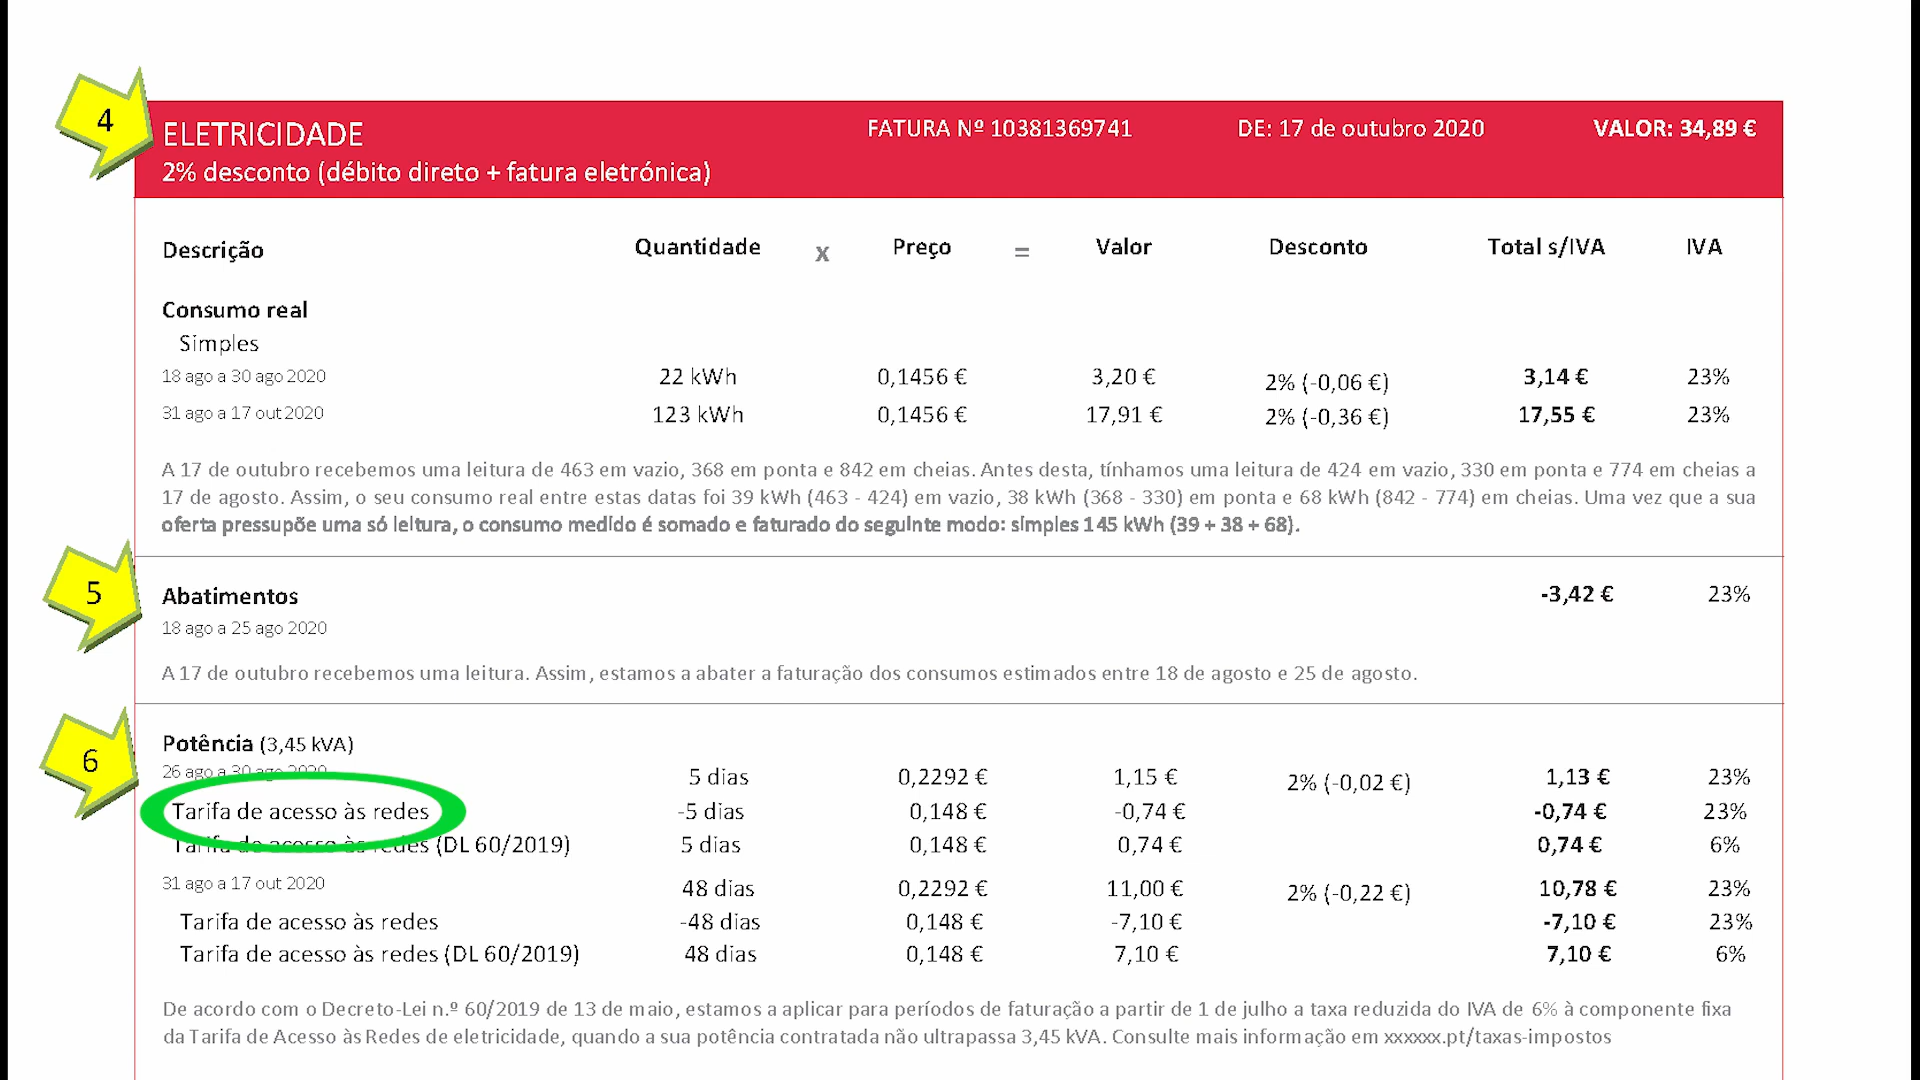 4
ELETRICIDADE FATURA Nº 10381369741 DE: 17 de outubro 2020 VALOR: 34,89 €
2% desconto (débito direto + fatura eletrónica)
Descrição Quantidade x Preço = Valor Desconto Total s/IVA IVA
Consumo real
Simples
18 ago a 30 ago 2020 22 kWh 0,1456 € 3,20 € 2% (-0,06 €) 3,14 € 23%
31 ago a 17 out 2020 123 kWh 0,1456 € 17,91 € 2% (-0,36 €) 17,55 € 23%
A 17 de outubro recebemos uma leitura de 463 em vazio, 368 em ponta e 842 em cheias. Antes desta, tínhamos uma leitura de 424 em vazio, 330 em ponta e 774 em cheias a
17 de agosto. Assim, o seu consumo real entre estas datas foi 39 kWh (463 - 424) em vazio, 38 kWh (368 - 330) em ponta e 68 kWh (842 - 774) em cheias. Uma vez que a sua
oferta pressupõe uma só leitura, o consumo medido é somado e faturado do seguinte modo: simples 145 kWh (39 + 38 + 68).
5
Abatimentos -3,42 € 23%
18 ago a 25 ago 2020
A 17 de outubro recebemos uma leitura. Assim, estamos a abater a faturação dos consumos estimados entre 18 de agosto e 25 de agosto.
6
Potência (3,45 kVA)
26 ago a 30 ago 2020 5 dias 0,2292 € 1,15 € 2% (-0,02 €) 1,13 € 23%
Tarifa de acesso às redes -5 dias 0,148 € -0,74 € -0,74 € 23%
Tarifa de acesso às redes (DL 60/2019) 5 dias 0,148 € 0,74 € 0,74 € 6%
31 ago a 17 out 2020 48 dias 0,2292 € 11,00 € 2% (-0,22 €) 10,78 € 23%
Tarifa de acesso às redes -48 dias 0,148 € -7,10 € -7,10 € 23%
Tarifa de acesso às redes (DL 60/2019) 48 dias 0,148 € 7,10 € 7,10 € 6%
De acordo com o Decreto-Lei n.º 60/2019 de 13 de maio, estamos a aplicar para períodos de faturação a partir de 1 de julho a taxa reduzida do IVA de 6% à componente fixa
da Tarifa de Acesso às Redes de eletricidade, quando a sua potência contratada não ultrapassa 3,45 kVA. Consulte mais informação em xxxxxx.pt/taxas-impostos